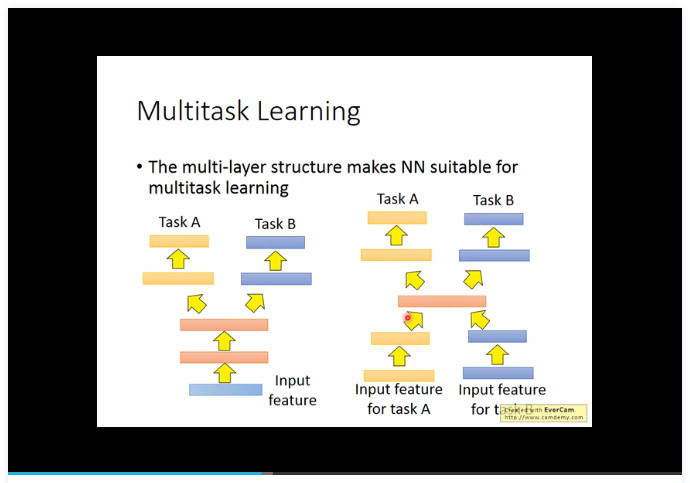 Multitask Learning
• The multi-layer structure makes NN suitable for
multitask learning
Task A
Task B
Input
feature
Task A
Task B
Input feature
for task A
Input feature
for task B
Created with EverCam.
http://www.camdemy.com